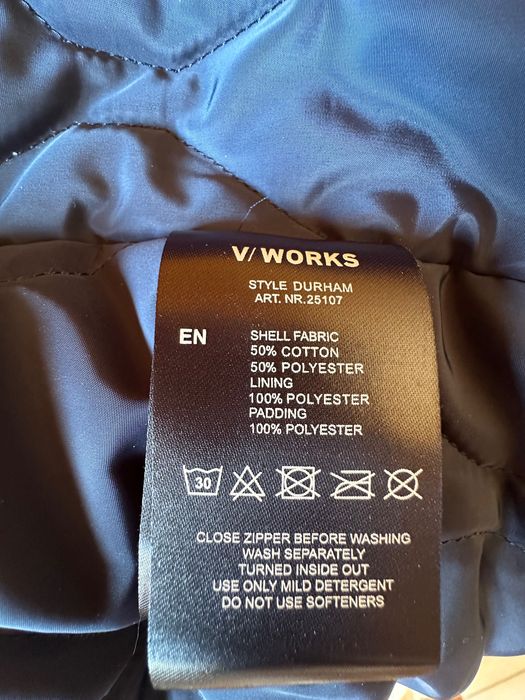 V/WORKS
STYLE DURHAM
ART. NR.25107
EN
SHELL FABRIC
50% COTTON
50% POLYESTER
LINING
100% POLYESTER
PADDING
100% POLYESTER
30
CLOSE ZIPPER BEFORE WASHING
WASH SEPARATELY
TURNED INSIDE OUT
USE ONLY MILD DETERGENT
DO NOT USE SOFTENERS